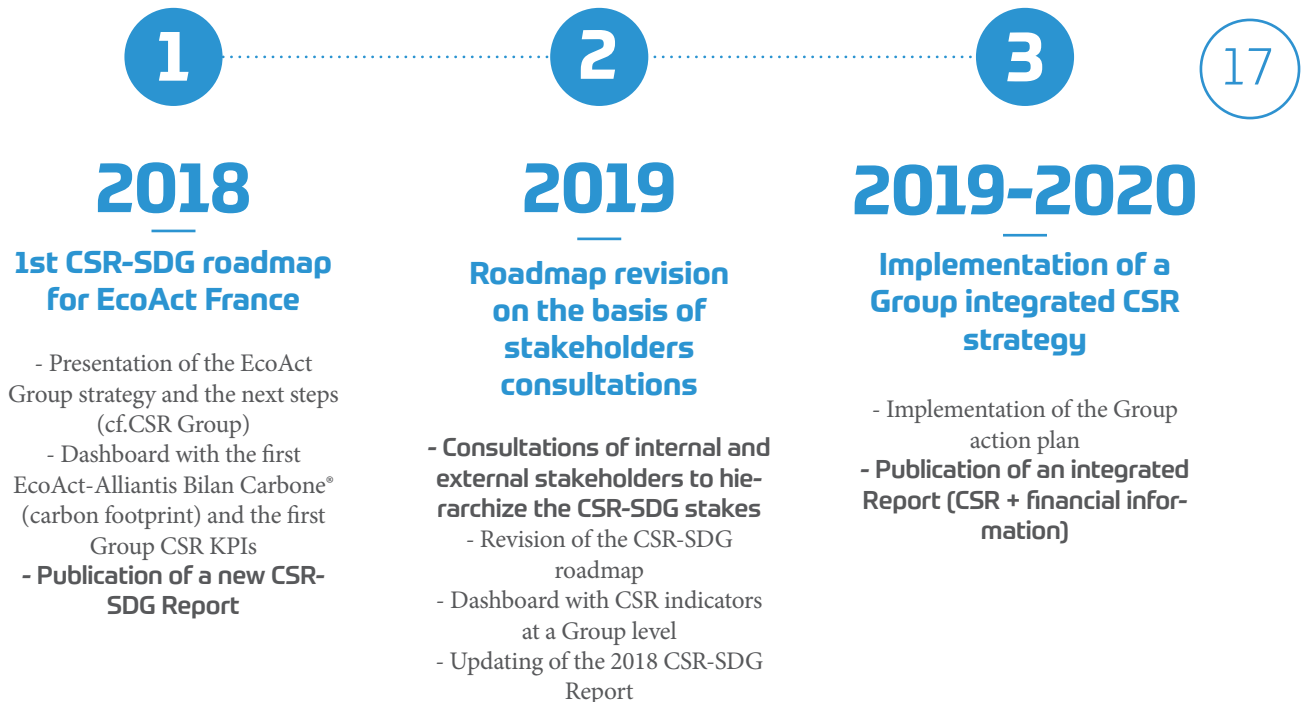 1
2
3
17
2018
1st CSR-SDG roadmap
for EcoAct France
- Presentation of the EcoAct
Group strategy and the next steps
(cf.CSR Group)
- Dashboard with the first
EcoAct-Alliantis Bilan Carbone®
(carbon footprint) and the first
Group CSR KPIs
- Publication of a new CSR-
SDG Report
2019
Roadmap revision
on the basis of
stakeholders
consultations
- Consultations of internal and
external stakeholders to hie-
rarchize the CSR-SDG stakes
- Revision of the CSR-SDG
roadmap
- Dashboard with CSR indicators
at a Group level
- Updating of the 2018 CSR-SDG
Report
2019-2020
Implementation of a
Group integrated CSR
strategy
- Implementation of the Group
action plan
- Publication of an integrated
Report (CSR + financial infor-
mation)